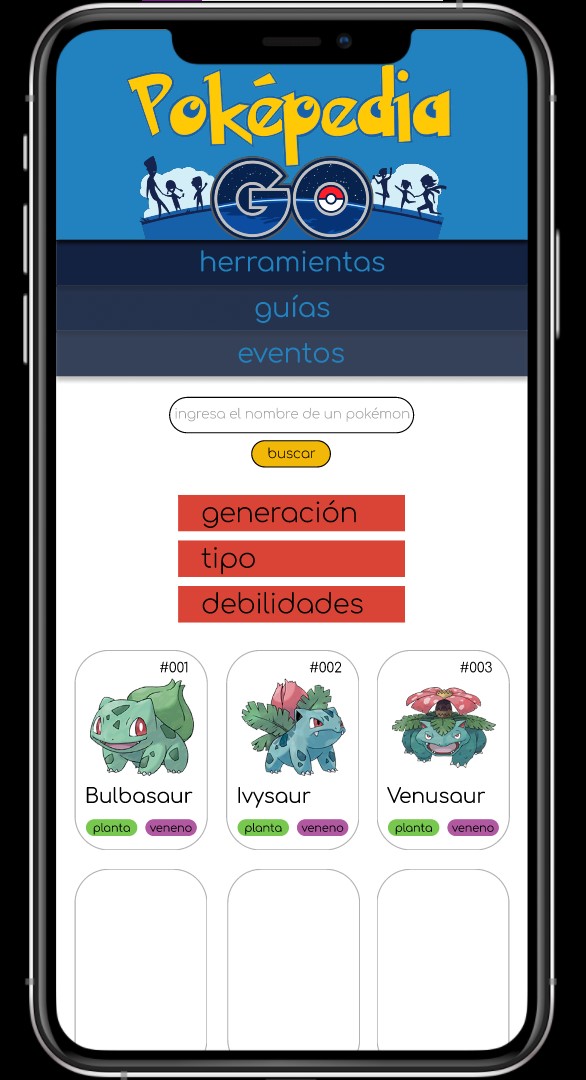 Poképedia
GO
herramientas
guías
eventos
ingresa el nombre de un pokémon
buscar
generación
tipo
debilidades
#001
Bulbasaur
planta veneno
#002
Ivysaur
planta veneno
#003
Venusaur
planta veneno